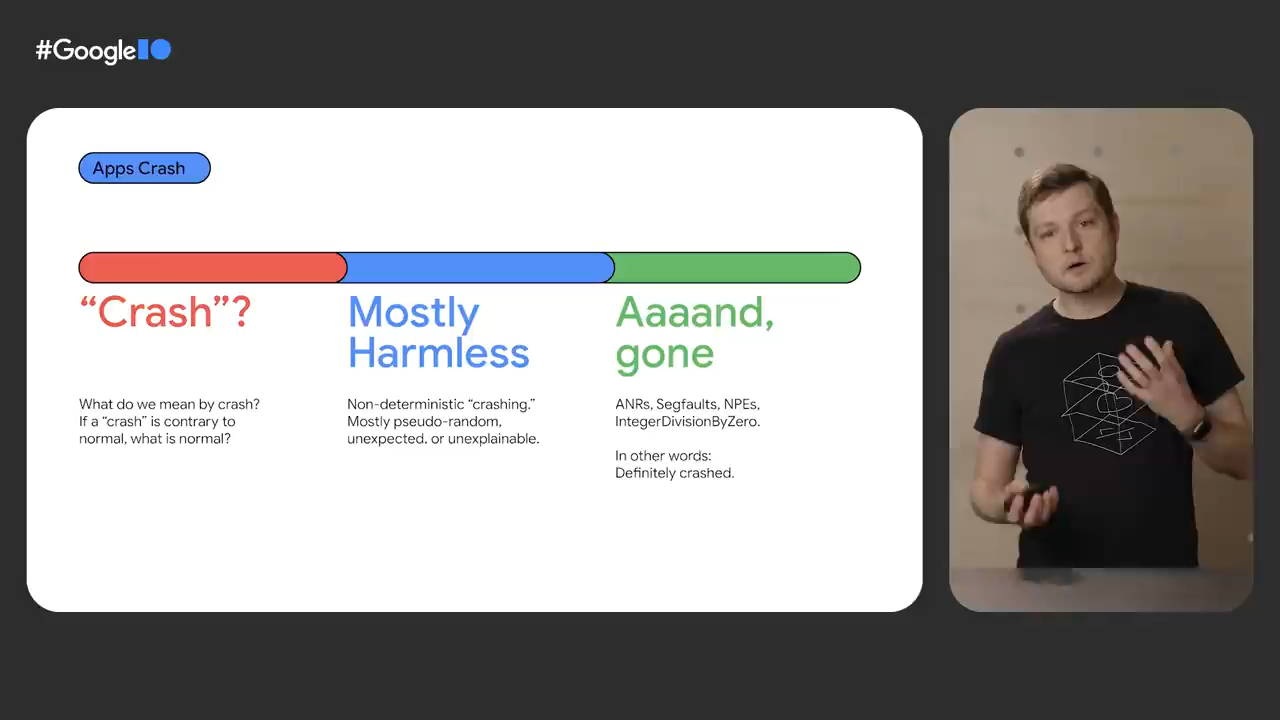 #GoogleIO
Apps Crash
“Crash”?
What do we mean by crash?
If a “crash” is contrary to
normal, what is normal?
Mostly
Harmless
Non-deterministic “crashing.”
Mostly pseudo-random,
unexpected. or unexplainable.
Aaaand,
gone
ANRs, Segfaults, NPEs,
IntegerDivisionByZero.
In other words:
Definitely crashed.